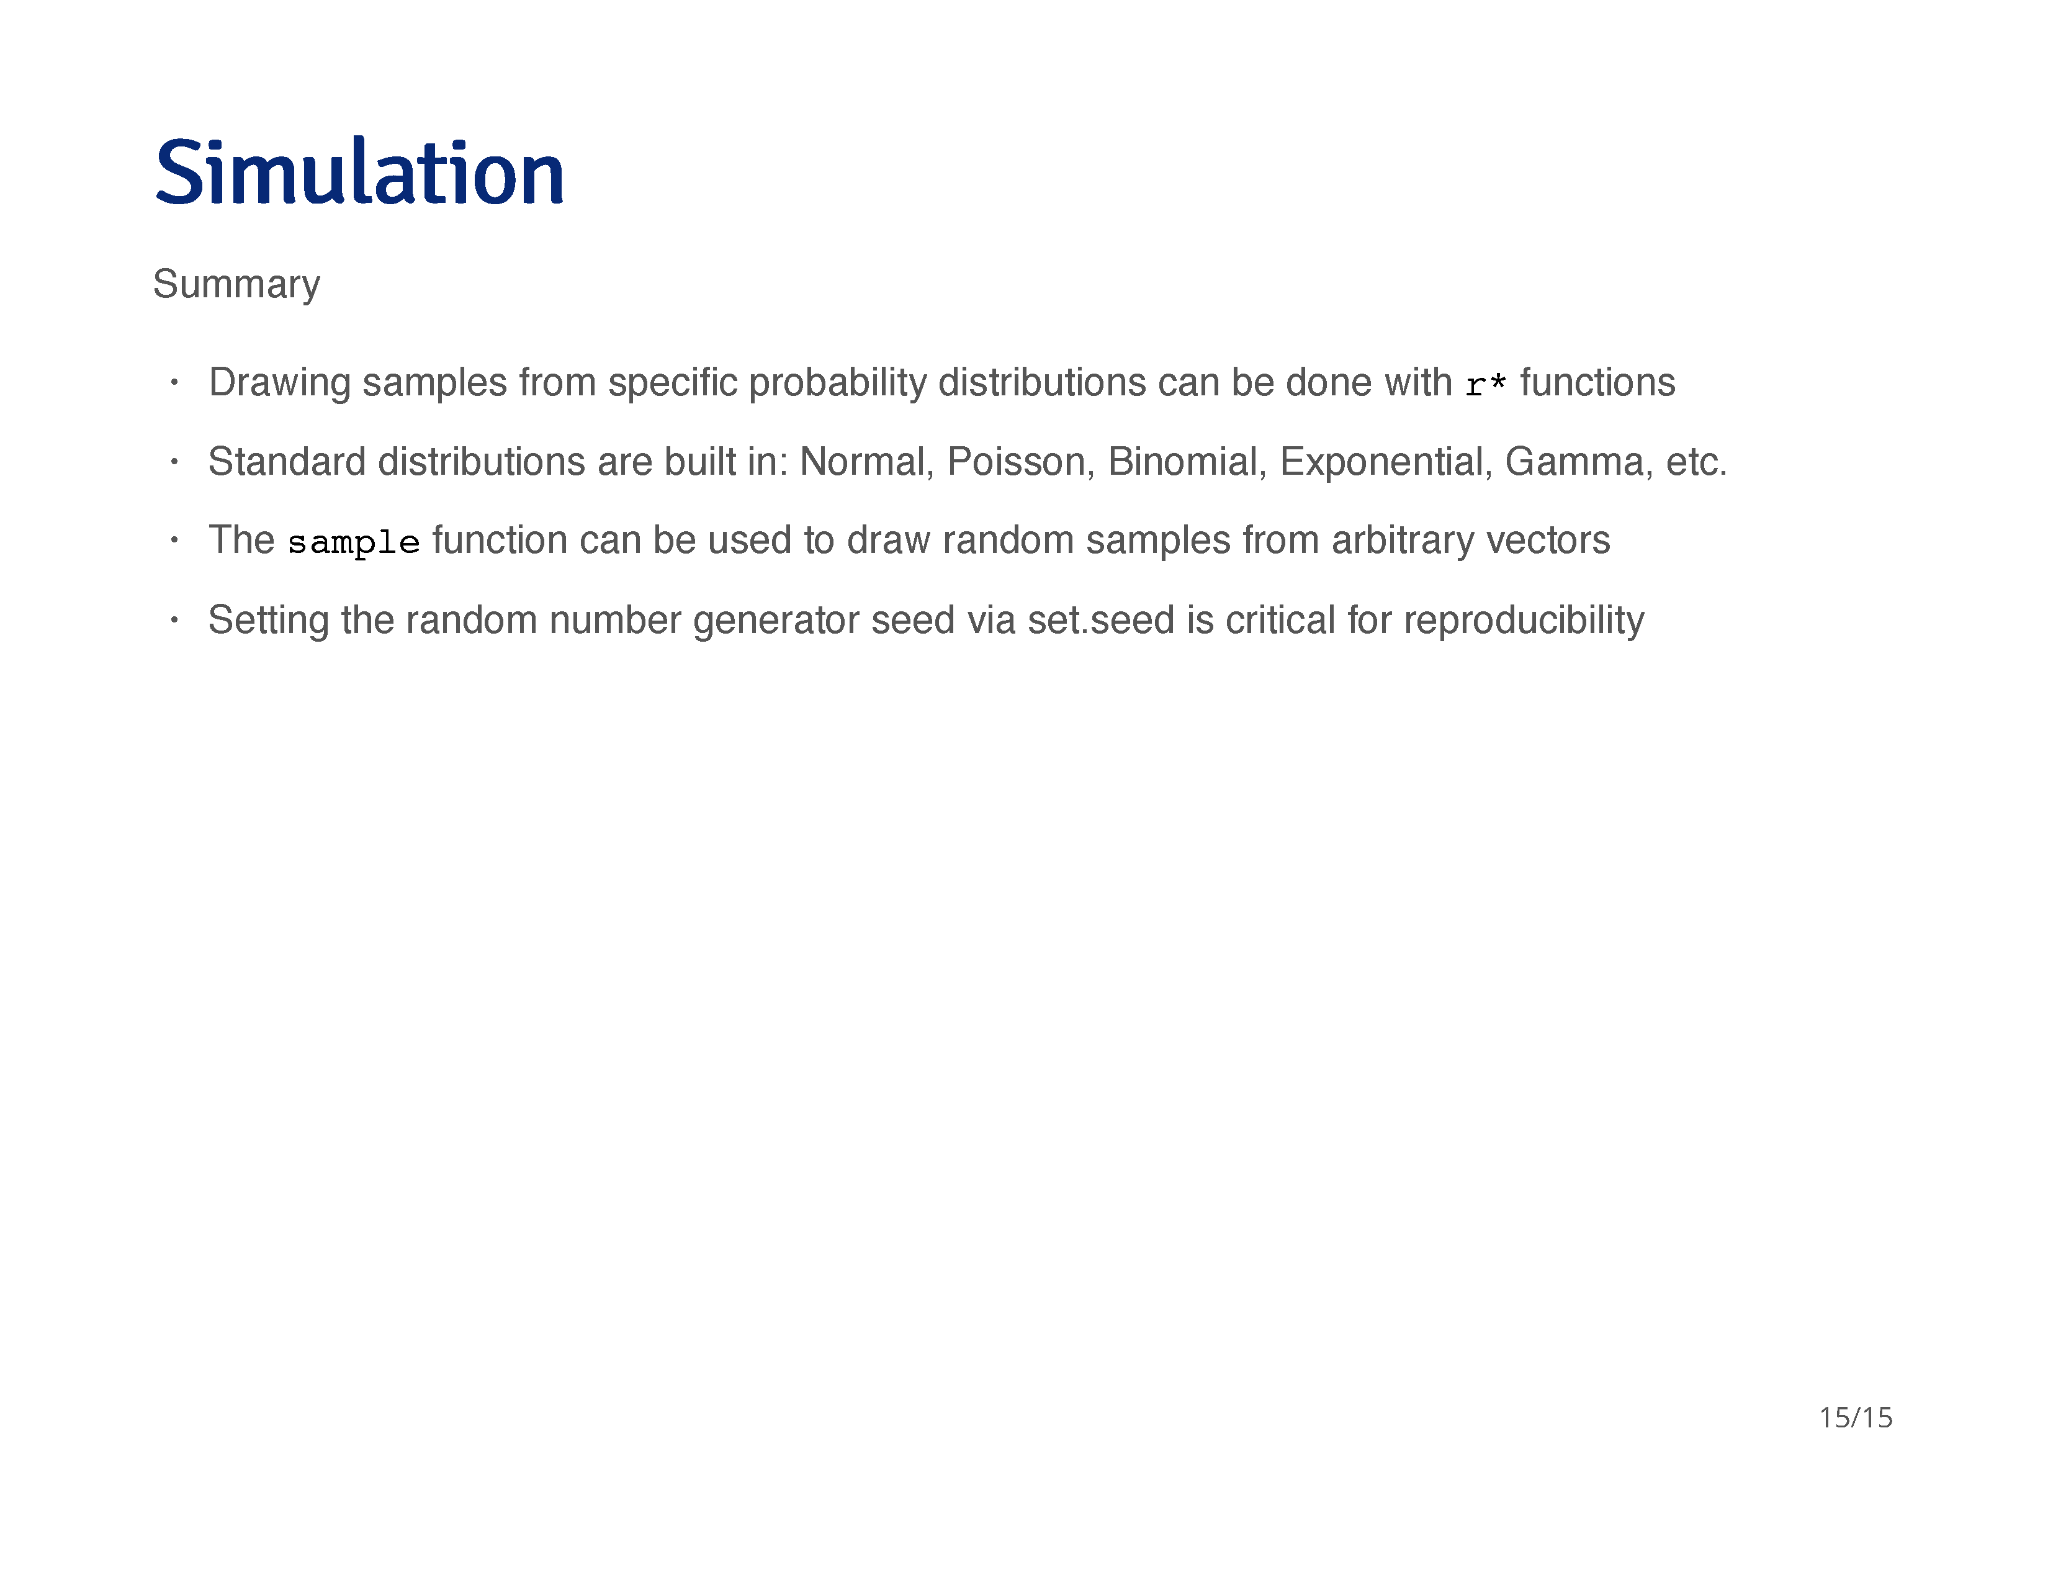 Simulation
Summary
· Drawing samples from specific probability distributions can be done with r* functions
· Standard distributions are built in: Normal, Poisson, Binomial, Exponential, Gamma, etc.
· The sample function can be used to draw random samples from arbitrary vectors
· Setting the random number generator seed via set.seed is critical for reproducibility
15/15